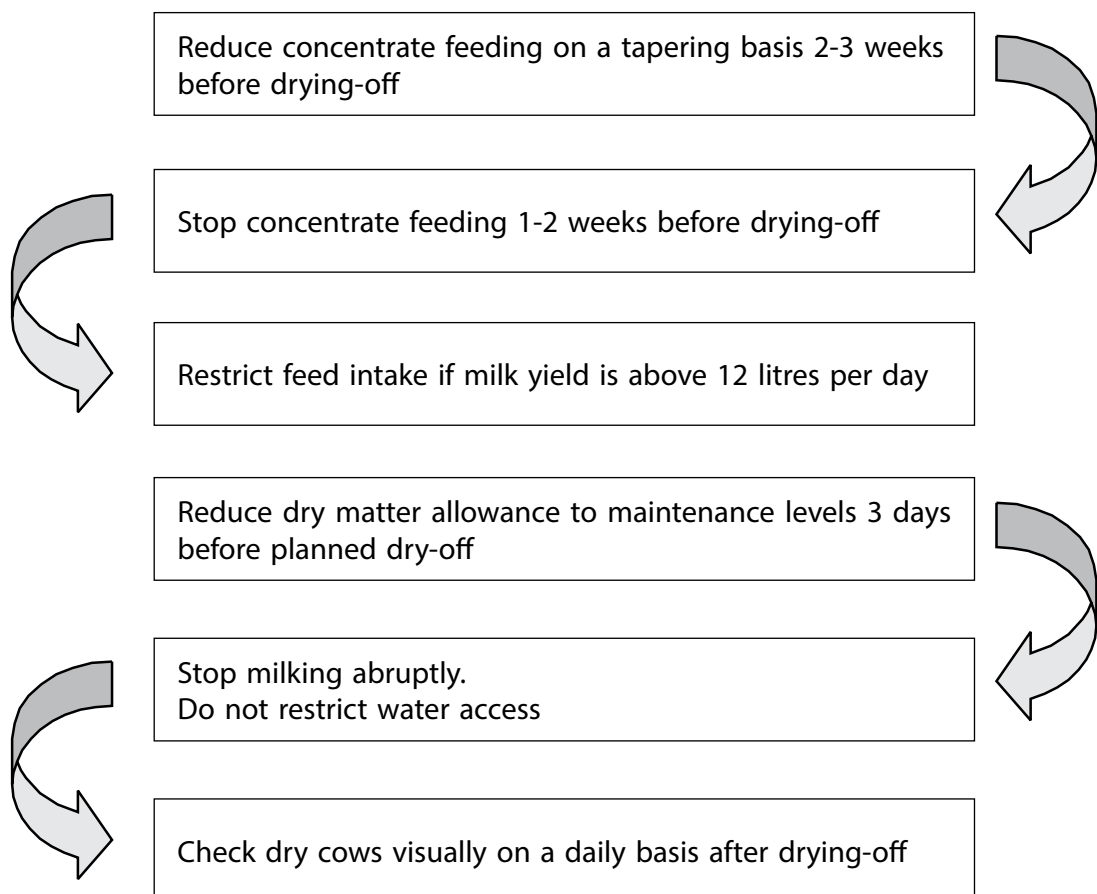 Reduce concentrate feeding on a tapering basis 2-3 weeks
before drying-off
Stop concentrate feeding 1-2 weeks before drying-off
Restrict feed intake if milk yield is above 12 litres per day
Reduce dry matter allowance to maintenance levels 3 days
before planned dry-off
Stop milking abruptly.
Do not restrict water access
Check dry cows visually on a daily basis after drying-off